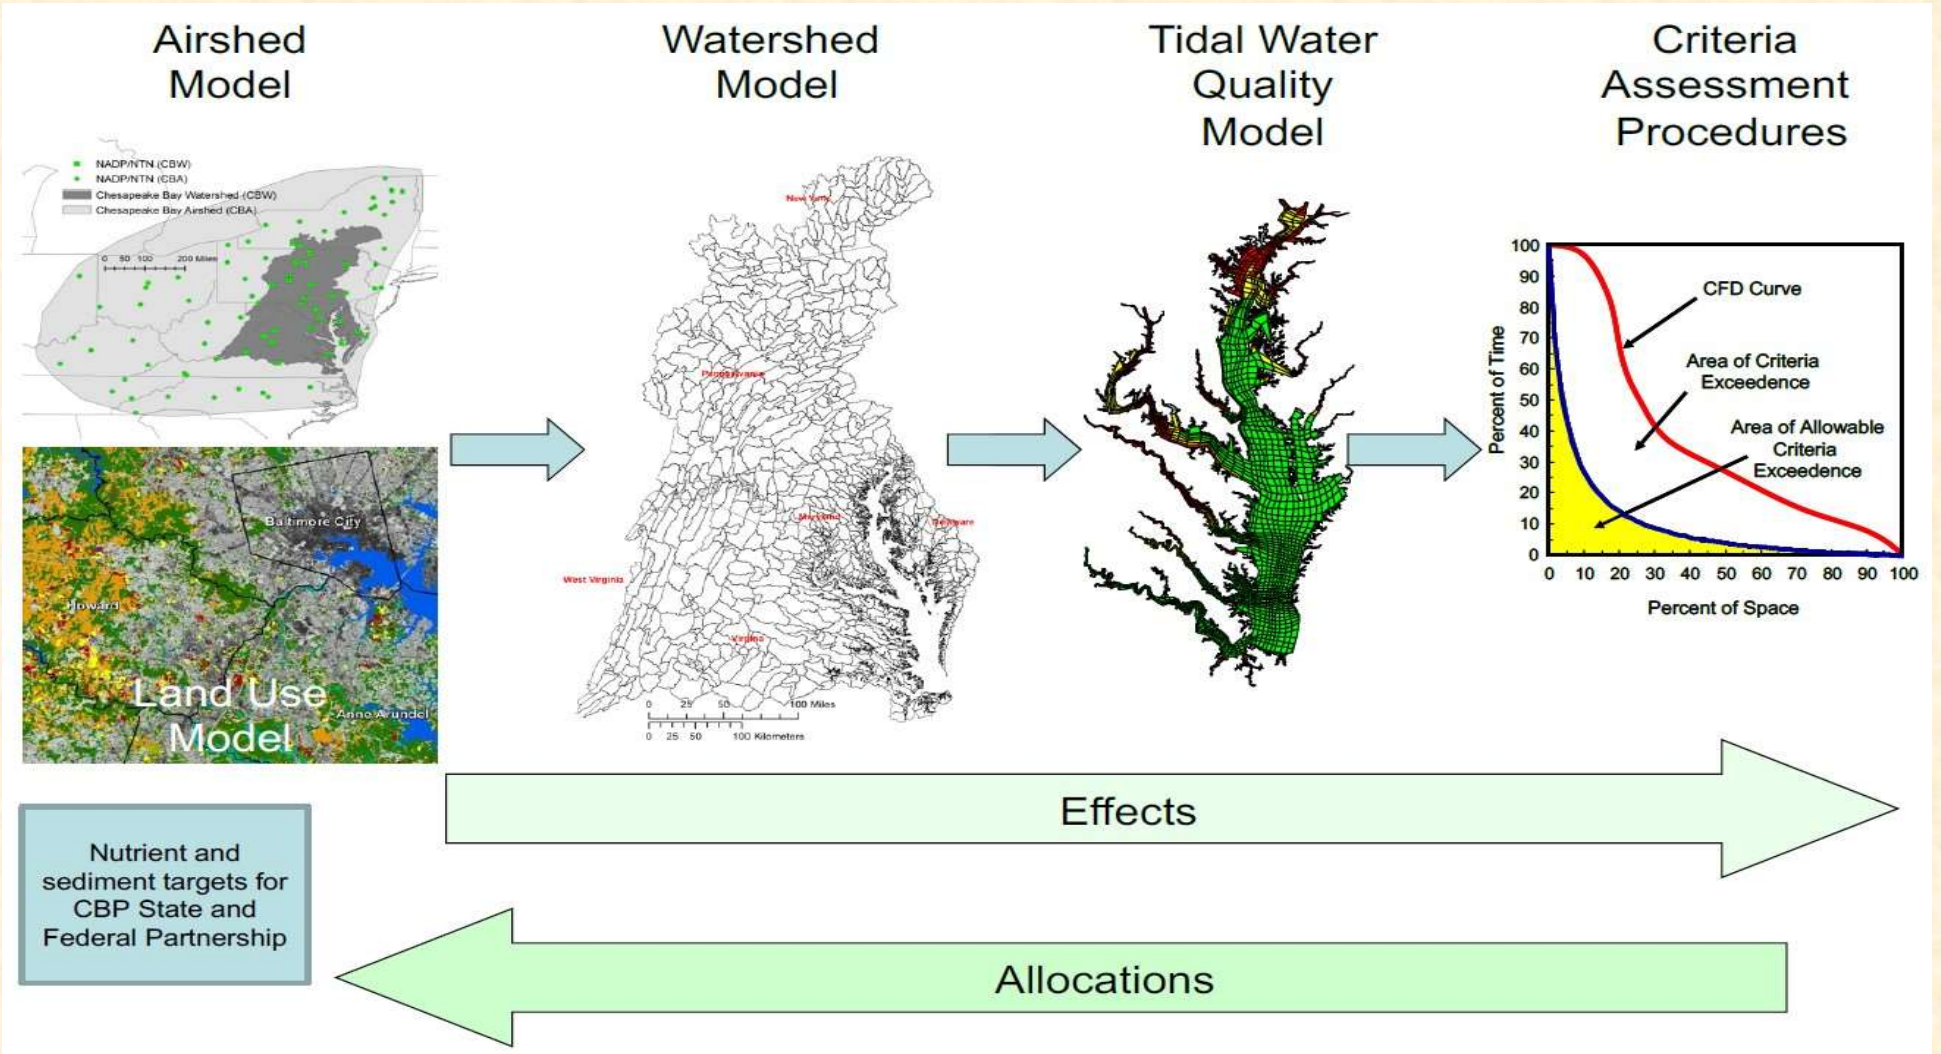 Airshed
Model
Watershed
Model
Tidal Water
Quality
Model
Criteria
Assessment
Procedures
NADP/NTN (CBW)
NADP/NTN (CBA)
Chesapeake Bay Watershed (CBW)
Chesapeake Bay Airshed (CBA)
0 50 100 200 Miles
Baltimore City
Howard
Anne Arundel
Land Use
Model
New York
Pennsylvania
Maryland
Delaware
West Virginia
Virginia
0 25 50 100 Miles
0 25 50 100 Kilometers
Percent of Time
100
90
80
70
60
50
40
30
20
10
0
CFD Curve
Area of Criteria
Exceedence
Area of Allowable
Criteria
Exceedence
0 10 20 30 40 50 60 70 80 90 100
Percent of Space
Effects
Nutrient and
sediment targets for
CBP State and
Federal Partnership
Allocations